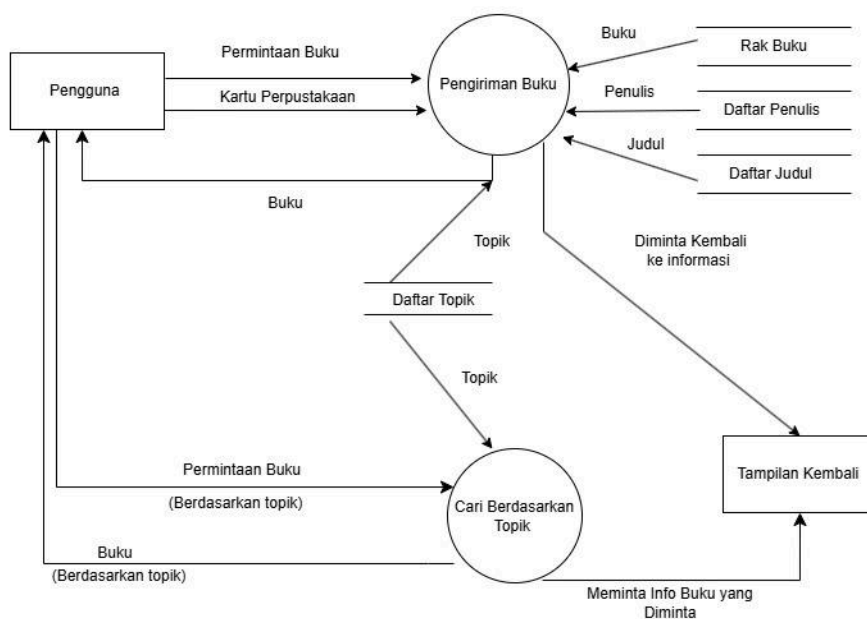 Permintaan Buku
Pengguna
Kartu Perpustakaan
Pengiriman Buku
Buku
Rak Buku
Penulis
Daftar Penulis
Judul
Daftar Judul
Buku
Topik
Diminta Kembali
ke informasi
Daftar Topik
Topik
Permintaan Buku
(Berdasarkan topik)
Cari Berdasarkan
Topik
Tampilan Kembali
Buku
(Berdasarkan topik)
Meminta Info Buku yang
Diminta